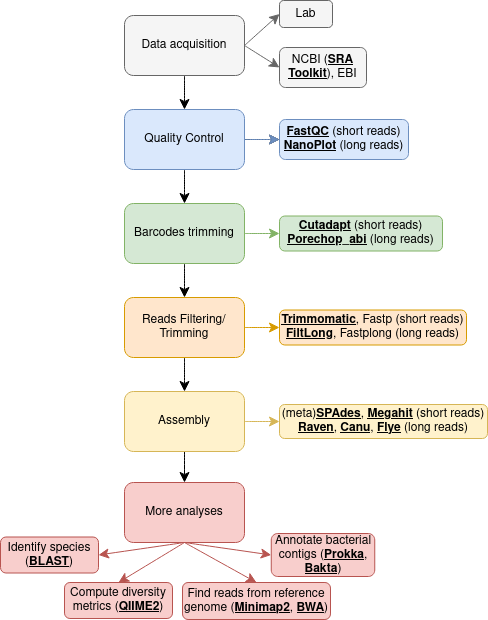 Lab
Data acquisition
NCBI (SRA
Toolkit), EBI
Quality Control
FastQC (short reads)
NanoPlot (long reads)
Barcodes trimming
Cutadapt (short reads)
Porechop_abi (long reads)
Reads Filtering/
Trimming
Trimmomatic, Fastp (short reads)
FiltLong, Fastplong (long reads)
Assembly
(meta)SPAdes, Megahit (short reads)
Raven, Canu, Flye (long reads)
More analyses
Identify species
(BLAST)
Annotate bacterial
contigs (Prokka,
Bakta)
Compute diversity
metrics (QIIME2)
Find reads from reference
genome (Minimap2, BWA)